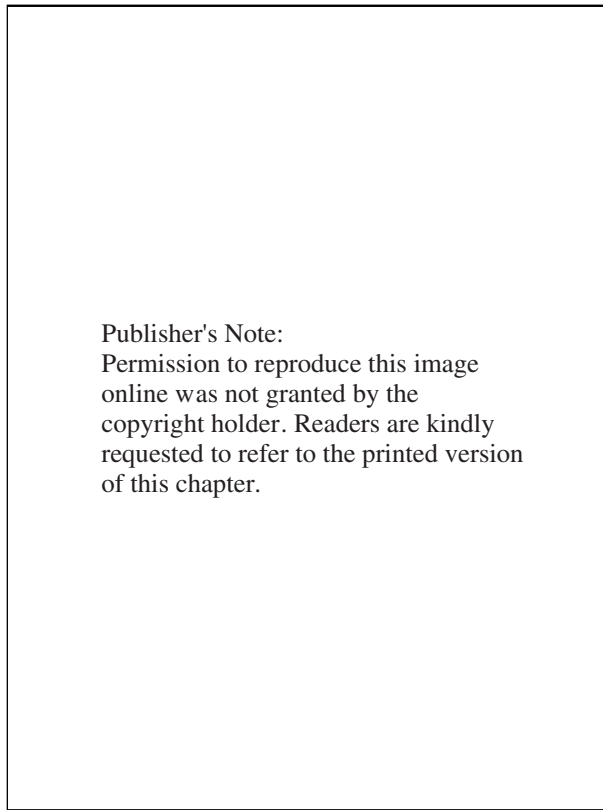 Publisher's Note:
Permission to reproduce this image
online was not granted by the
copyright holder. Readers are kindly
requested to refer to the printed version
of this chapter.